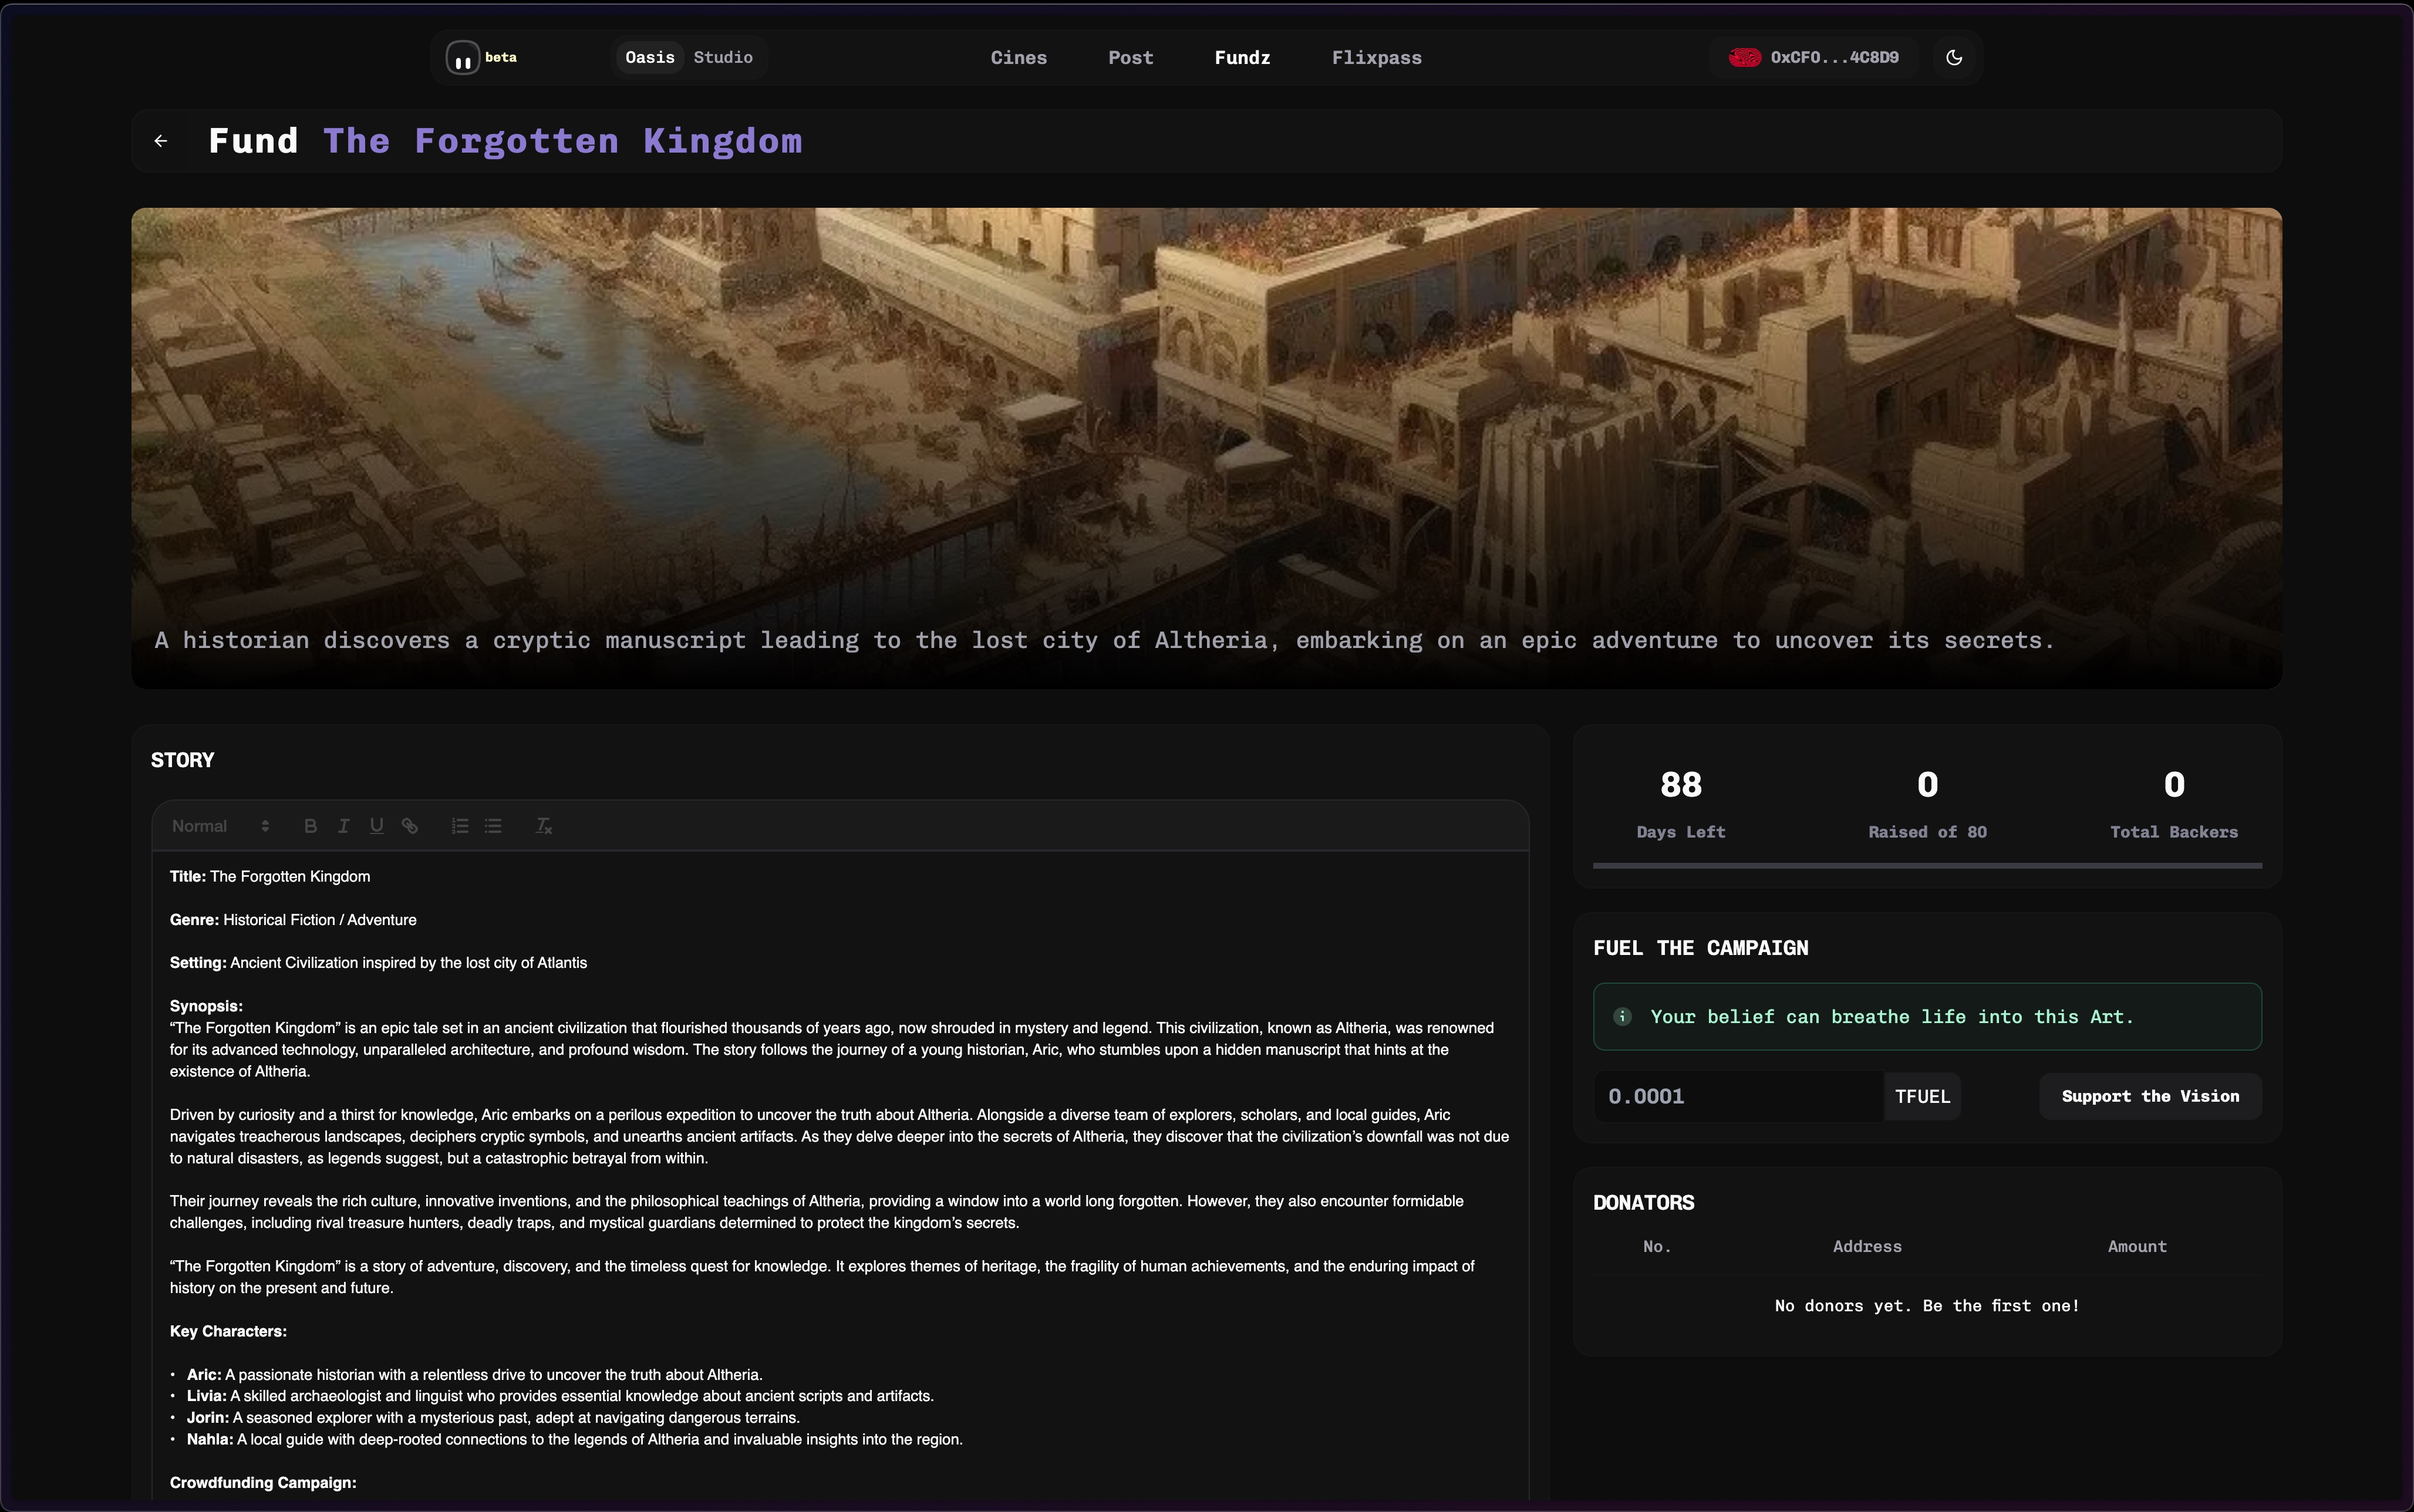 beta
Oasis Studio
Cines Post Fundz Flixpass
0xCF0...4C8D9
Fund The Forgotten Kingdom
A historian discovers a cryptic manuscript leading to the lost city of Altheria, embarking on an epic adventure to uncover its secrets.
STORY
Normal
Title: The Forgotten Kingdom
Genre: Historical Fiction / Adventure
Setting: Ancient Civilization inspired by the lost city of Atlantis
Synopsis:
“The Forgotten Kingdom” is an epic tale set in an ancient civilization that flourished thousands of years ago, now shrouded in mystery and legend. This civilization, known as Altheria, was renowned
for its advanced technology, unparalleled architecture, and profound wisdom. The story follows the journey of a young historian, Aric, who stumbles upon a hidden manuscript that hints at the
existence of Altheria.
Driven by curiosity and a thirst for knowledge, Aric embarks on a perilous expedition to uncover the truth about Altheria. Alongside a diverse team of explorers, scholars, and local guides, Aric
navigates treacherous landscapes, deciphers cryptic symbols, and unearths ancient artifacts. As they delve deeper into the secrets of Altheria, they discover that the civilization’s downfall was not due
to natural disasters, as legends suggest, but a catastrophic betrayal from within.
Their journey reveals the rich culture, innovative inventions, and the philosophical teachings of Altheria, providing a window into a world long forgotten. However, they also encounter formidable
challenges, including rival treasure hunters, deadly traps, and mystical guardians determined to protect the kingdom’s secrets.
“The Forgotten Kingdom” is a story of adventure, discovery, and the timeless quest for knowledge. It explores themes of heritage, the fragility of human achievements, and the enduring impact of
history on the present and future.
Key Characters:
• Aric: A passionate historian with a relentless drive to uncover the truth about Altheria.
• Livia: A skilled archaeologist and linguist who provides essential knowledge about ancient scripts and artifacts.
• Jorin: A seasoned explorer with a mysterious past, adept at navigating dangerous terrains.
• Nahla: A local guide with deep-rooted connections to the legends of Altheria and invaluable insights into the region.
Crowdfunding Campaign:
88 0 0
Days Left Raised of 80 Total Backers
FUEL THE CAMPAIGN
Your belief can breathe life into this Art.
0.0001 TFUEL Support the Vision
DONATORS
No. Address Amount
No donors yet. Be the first one!